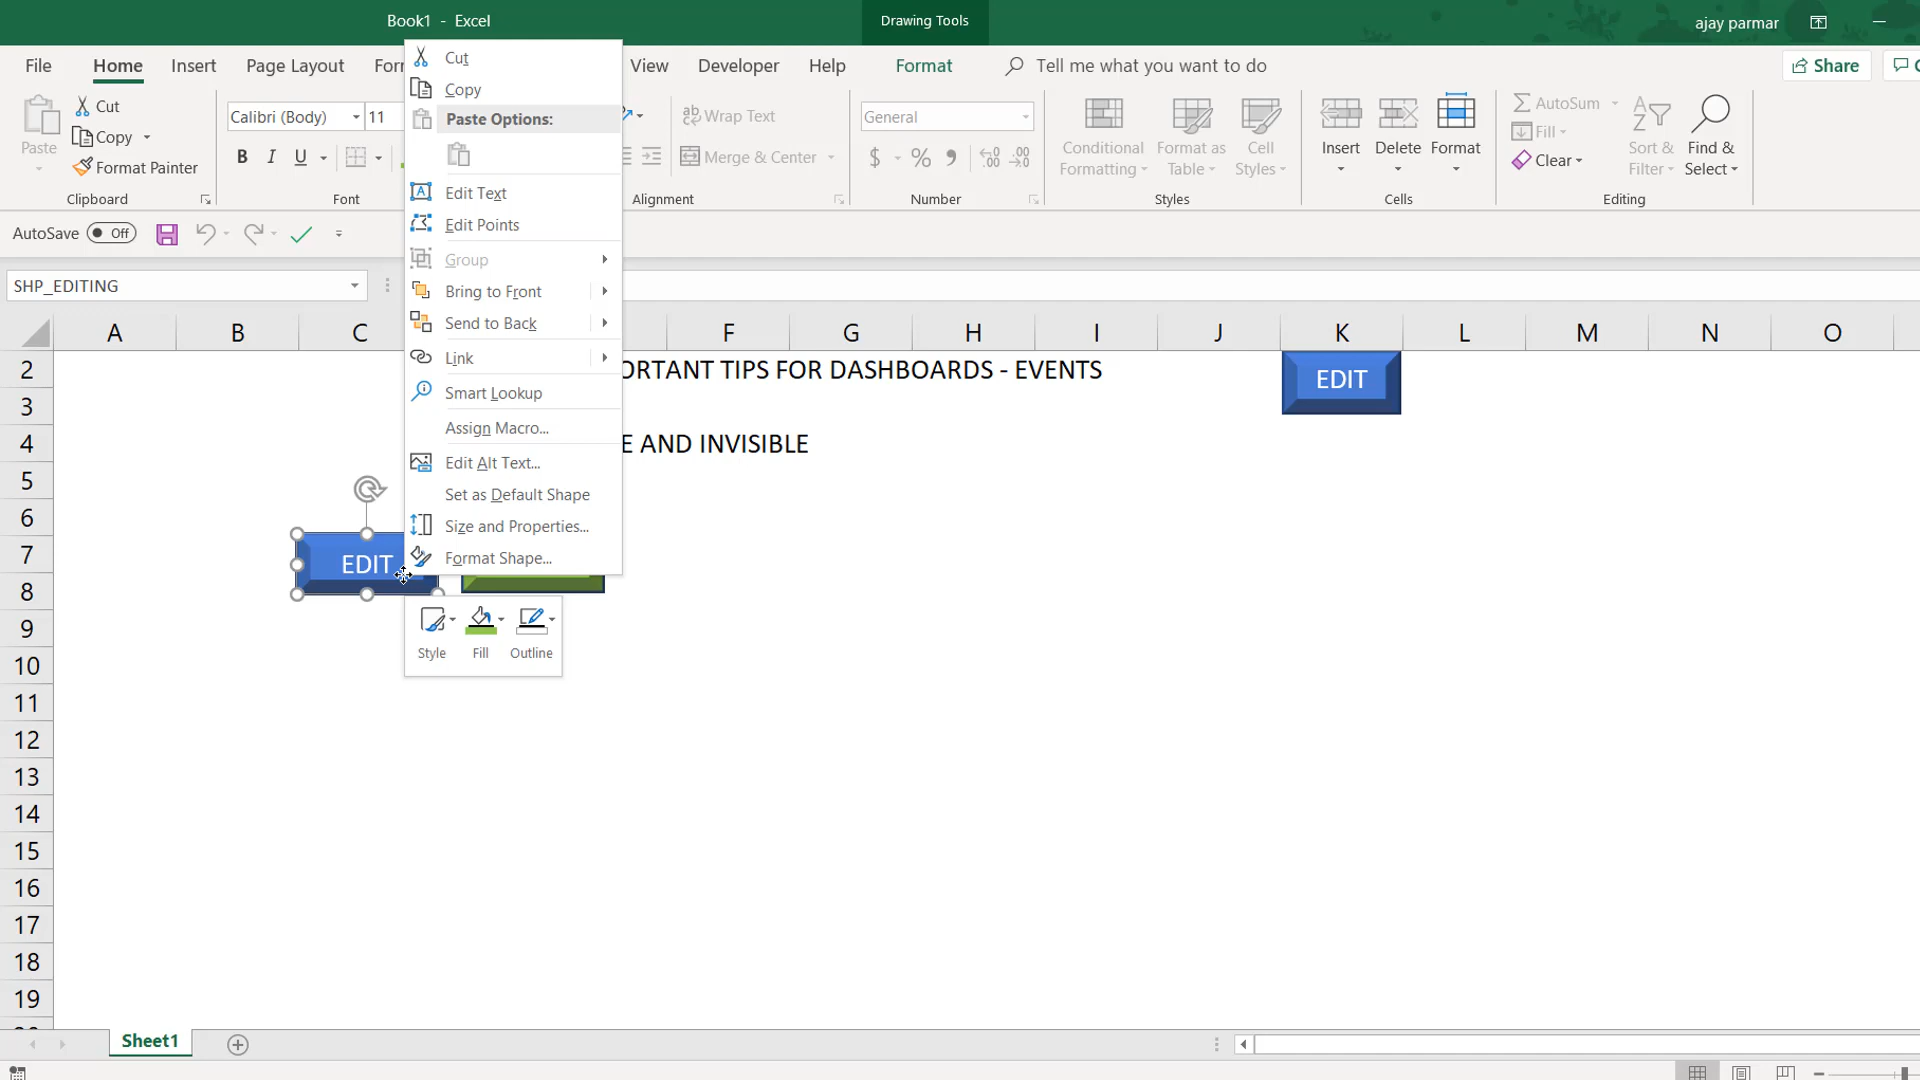 Book1 - Excel
Drawing Tools
ajay parmar
File Home Insert Page Layout For View Developer Help Format Tell me what you want to do Share
Paste
Cut
Copy
Format Painter
Clipboard
Calibri (Body) 11
B I U
Font
Wrap Text
Merge & Center
Alignment
General
$ % ,
Number
Conditional Formatting
Format as Table
Cell Styles
Styles
Insert
Delete
Format
Cells
AutoSum
Fill
Clear
Sort & Filter
Find & Select
Editing
AutoSave Off
SHP_EDITING
Cut
Copy
Paste Options:
Edit Text
Edit Points
Group
Bring to Front
Send to Back
Link
Smart Lookup
Assign Macro...
Edit Alt Text...
Set as Default Shape
Size and Properties...
Format Shape...
Style Fill Outline
A B C F G H I J K L M N O
2 ORTANT TIPS FOR DASHBOARDS - EVENTS EDIT
3
4 E AND INVISIBLE
5
6
7 EDIT
8
9
10
11
12
13
14
15
16
17
18
19
Sheet1